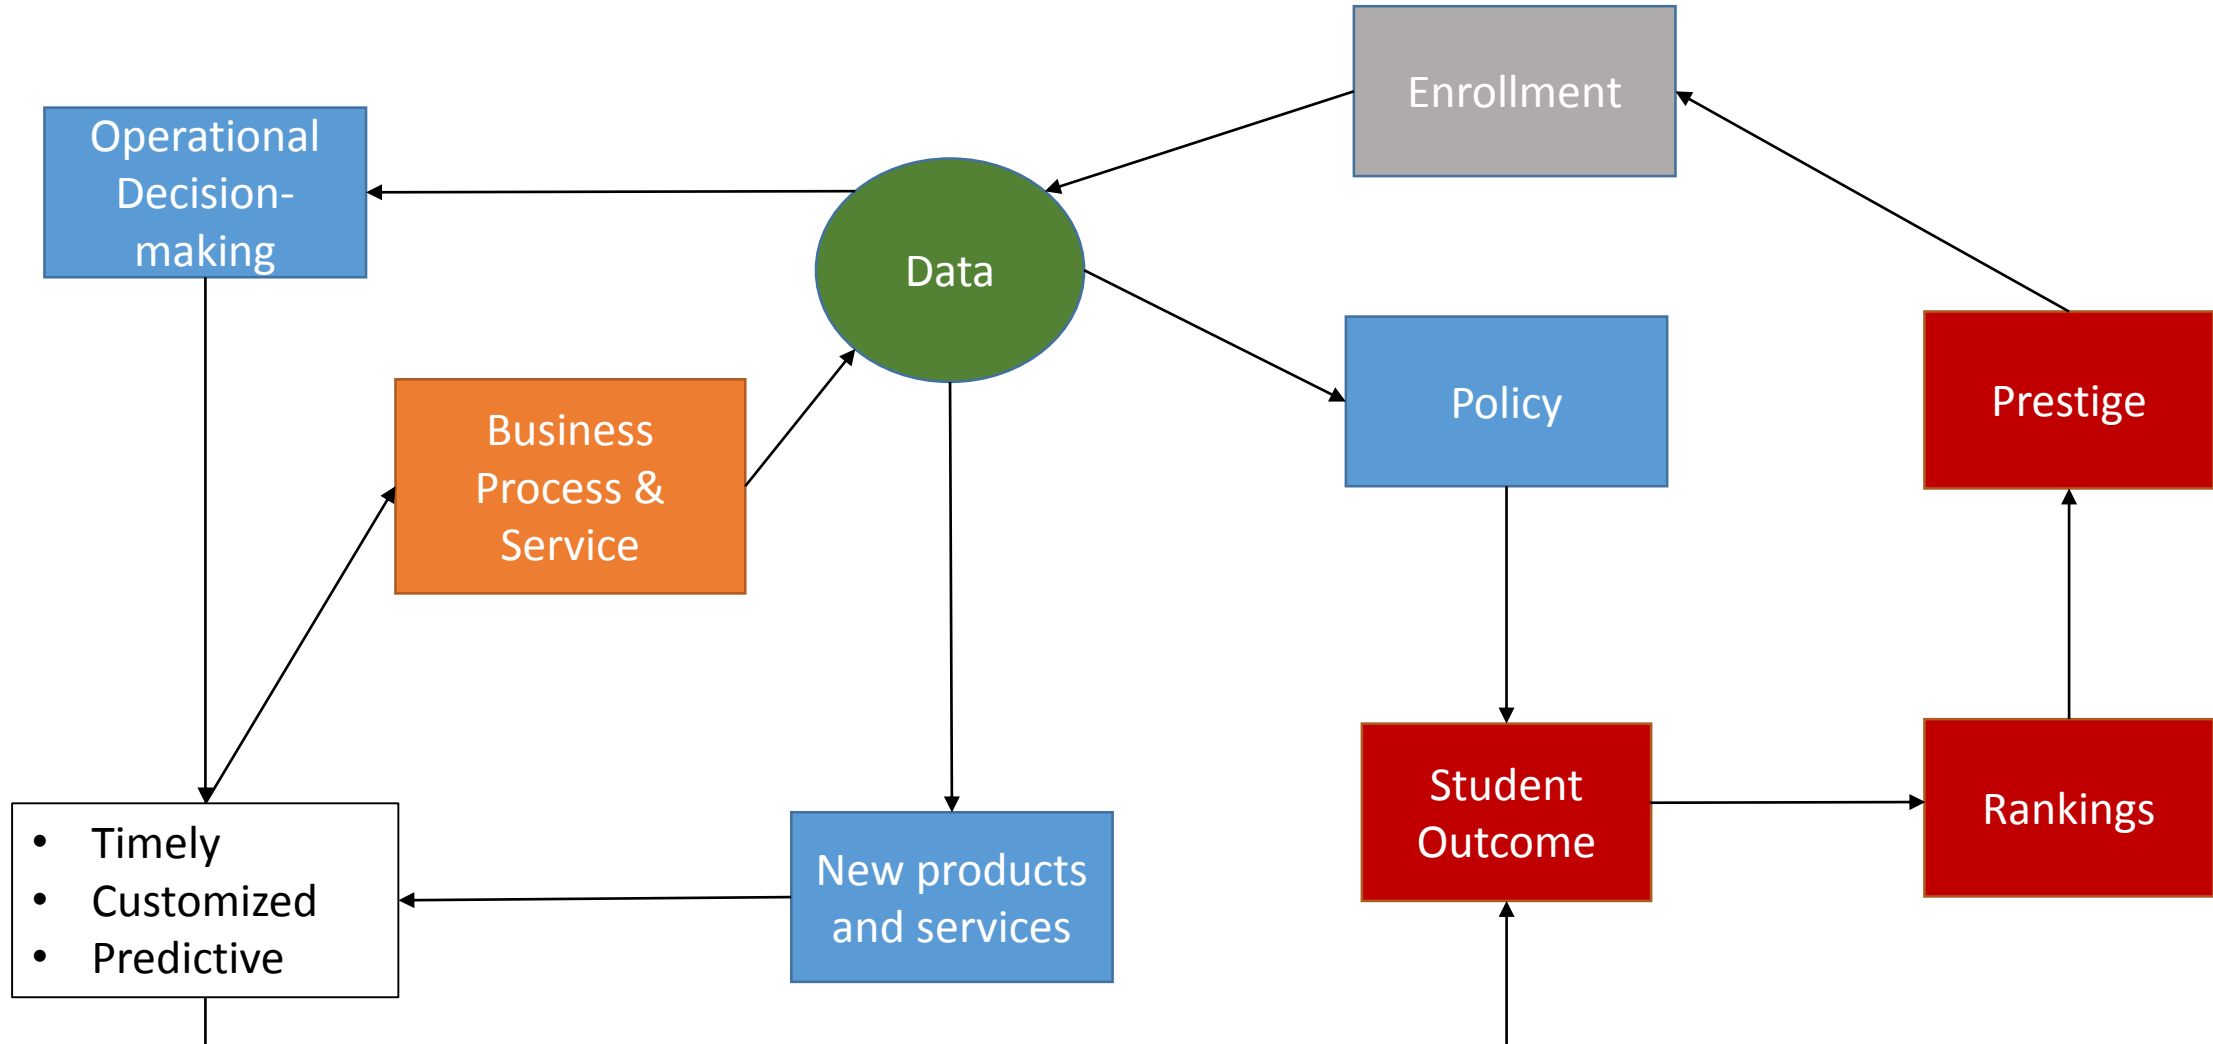 Enrollment
Operational
Decision-
making
Data
Policy
Prestige
Business
Process &
Service
Student
Outcome
Rankings
• Timely
• Customized
• Predictive
New products
and services